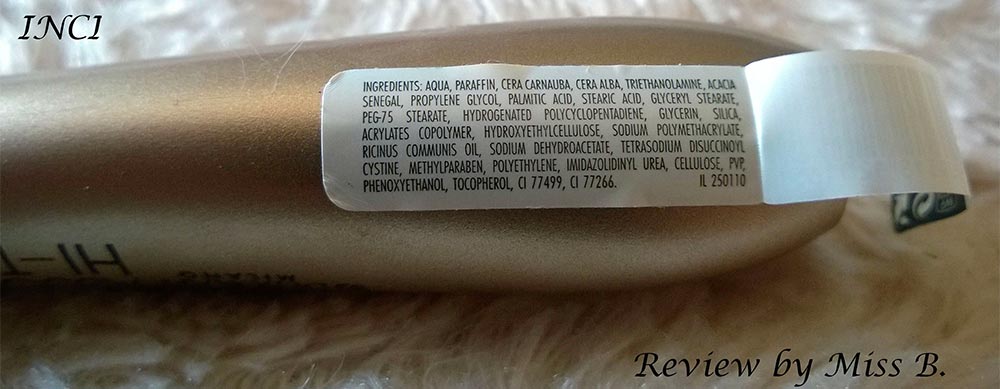 INCI
INGREDIENTS: AQUA, PARAFFIN, CERA CARNAUBA, CERA ALBA, TRIETHANOLAMINE, ACACIA
SENEGAL, PROPYLENE GLYCOL, PALMITIC ACID, STEARIC ACID, GLYCERYL STEARATE,
PEG-75 STEARATE, HYDROGENATED POLYCYCLOPENTADIENE, GLYCERIN, SILICA,
ACRYLATES COPOLYMER, HYDROXYETHYLCELLULOSE, SODIUM POLYMETHACRYLATE,
RICINUS COMMUNIS OIL, SODIUM DEHYDROACETATE, TETRASODIUM DISUCCINOYL
CYSTINE, METHYLPARABEN, POLYETHYLENE, IMIDAZOLIDINYL UREA, CELLULOSE, PVP,
PHENOXYETHANOL, TOCOPHEROL, CI 77499, CI 77266. IL 250110
HI-T
MILANO
Review by Miss B.